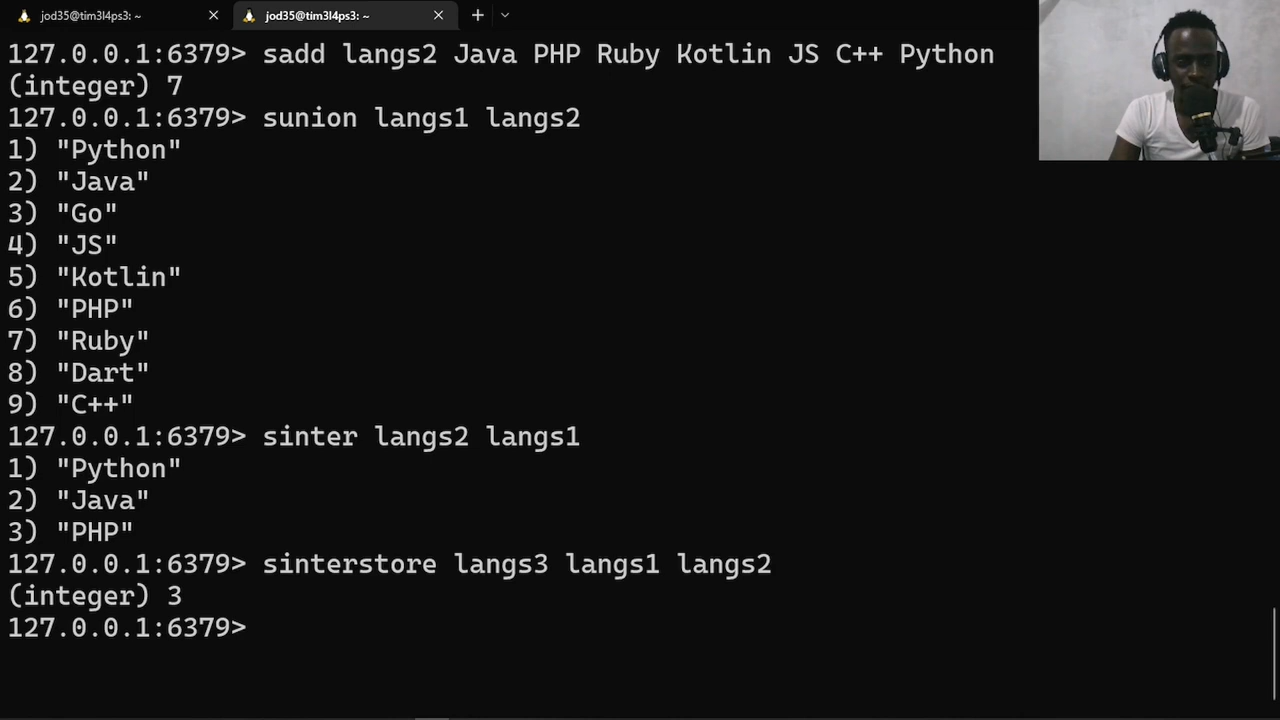 jod35@tim3l4ps3: ~
jod35@tim3l4ps3: ~
127.0.0.1:6379> sadd langs2 Java PHP Ruby Kotlin JS C++ Python
(integer) 7
127.0.0.1:6379> sunion langs1 langs2
1) "Python"
2) "Java"
3) "Go"
4) "JS"
5) "Kotlin"
6) "PHP"
7) "Ruby"
8) "Dart"
9) "C++"
127.0.0.1:6379> sinter langs2 langs1
1) "Python"
2) "Java"
3) "PHP"
127.0.0.1:6379> sinterstore langs3 langs1 langs2
(integer) 3
127.0.0.1:6379>